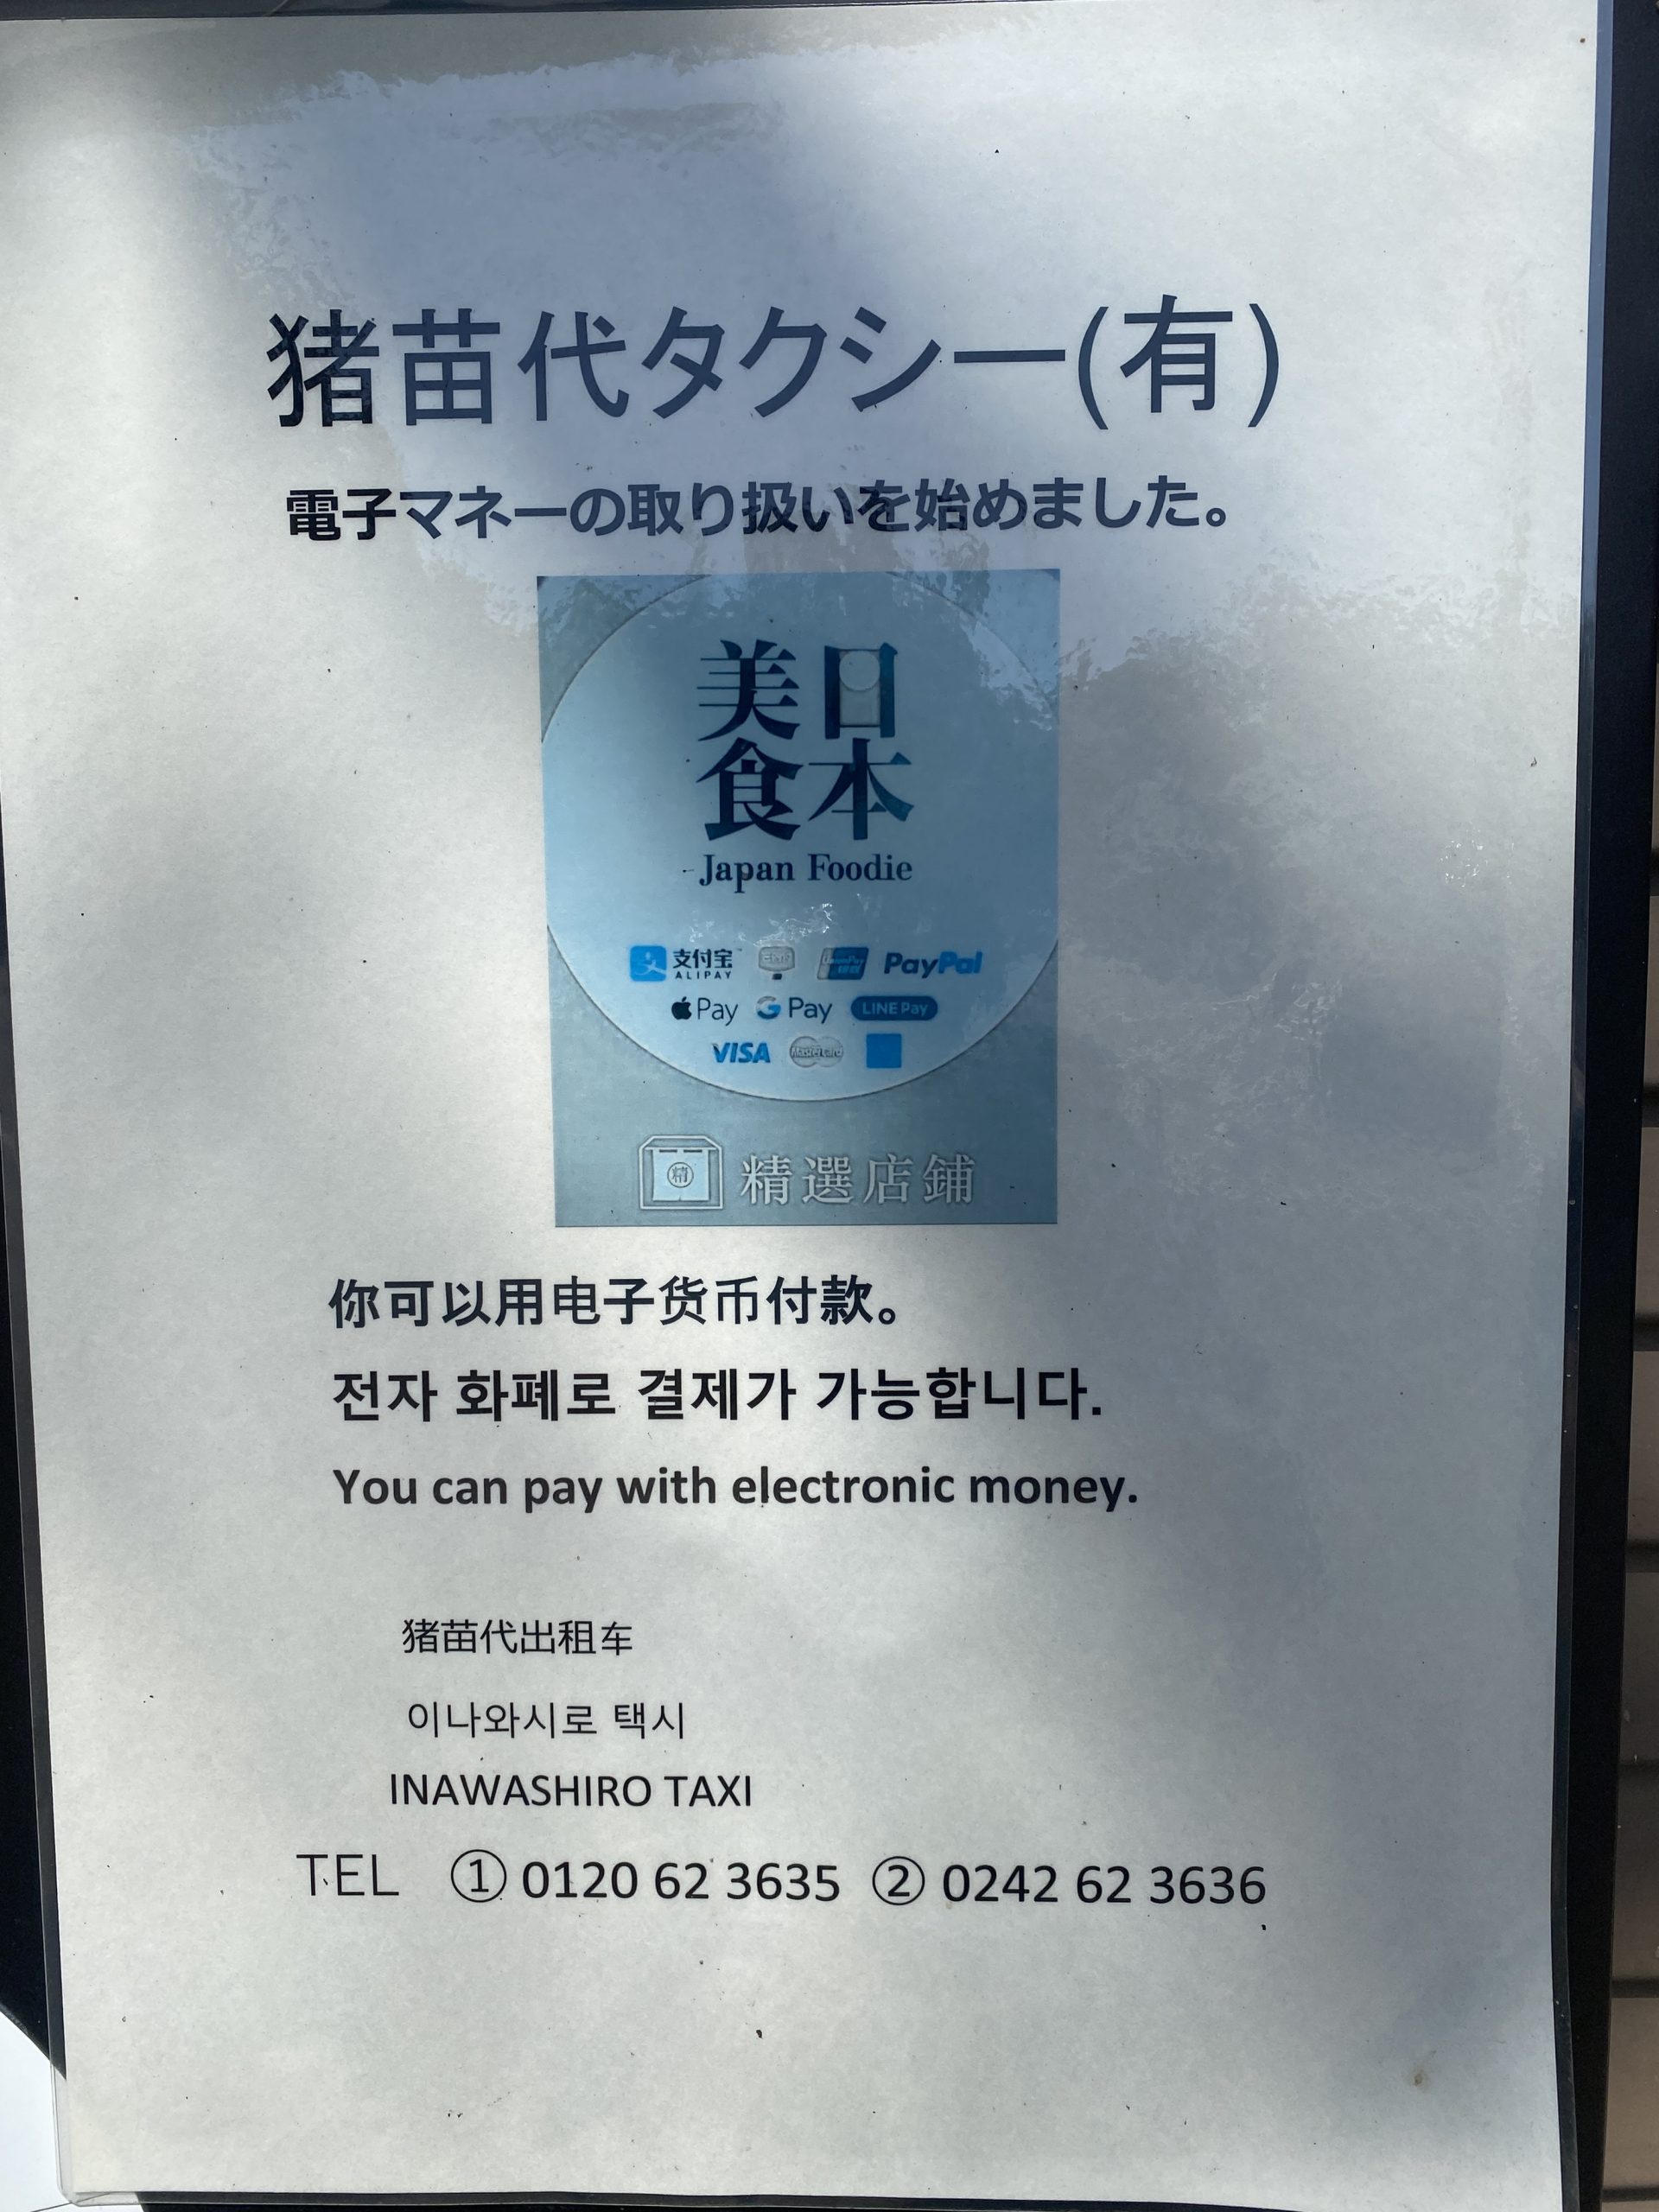 猪苗代タクシー(有)
電子マネーの取り扱いを始めました。
美日
食本
Japan Foodie
支付宝 ALIPAY PayPal
Pay G Pay LINE Pay
VISA MasterCard
精 精選店鋪
你可以用电子货币付款。
전자 화폐로 결제가 가능합니다.
You can pay with electronic money.
猪苗代出租车
이나와시로 택시
INAWASHIRO TAXI
TEL ① 0120 62 3635 ② 0242 62 3636